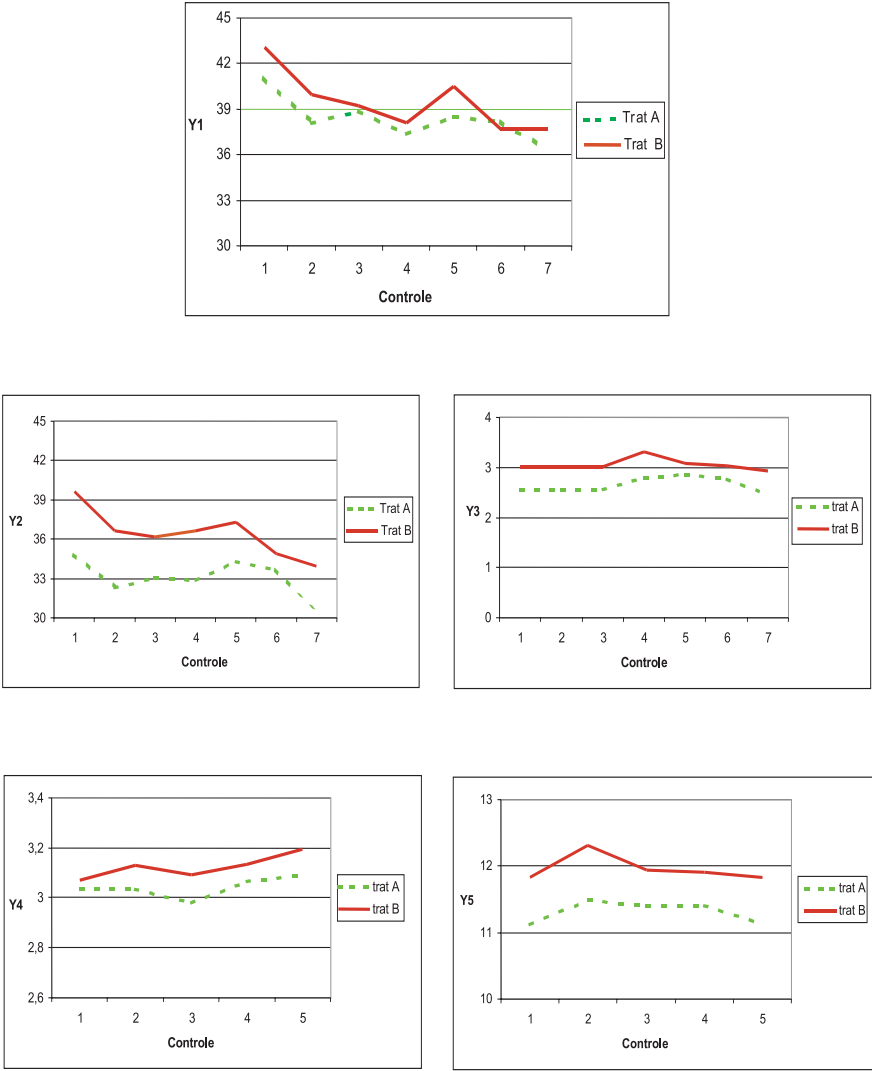 45
42
39
36
33
30
Y1
1 2 3 4 5 6 7
Controle
Trat A
Trat B
45
42
39
36
33
30
Y2
1 2 3 4 5 6 7
Controle
Trat A
Trat B
4
3
2
1
0
Y3
1 2 3 4 5 6 7
Controle
trat A
trat B
3,4
3,2
3
2,8
2,6
Y4
1 2 3 4 5
Controle
trat A
trat B
13
12
11
10
Y5
1 2 3 4 5
Controle
trat A
trat B